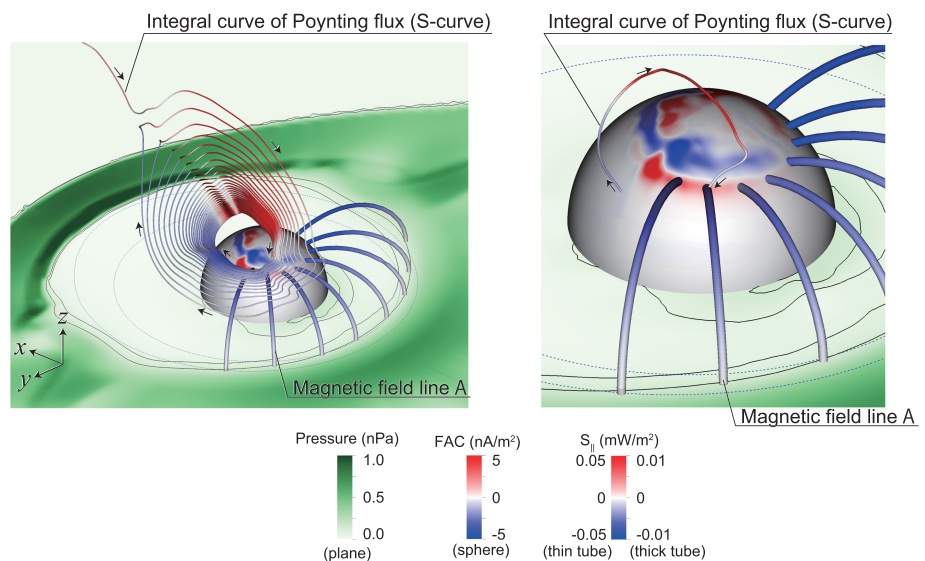 Integral curve of Poynting flux (S-curve)
Integral curve of Poynting flux (S-curve)
z
x
y
Magnetic field line A
Magnetic field line A
Pressure (nPa)
1.0
0.5
0.0
(plane)
FAC (nA/m²)
5
0
-5
(sphere)
S|| (mW/m²)
0.05 0.01
0 0
-0.05 -0.01
(thin tube) (thick tube)